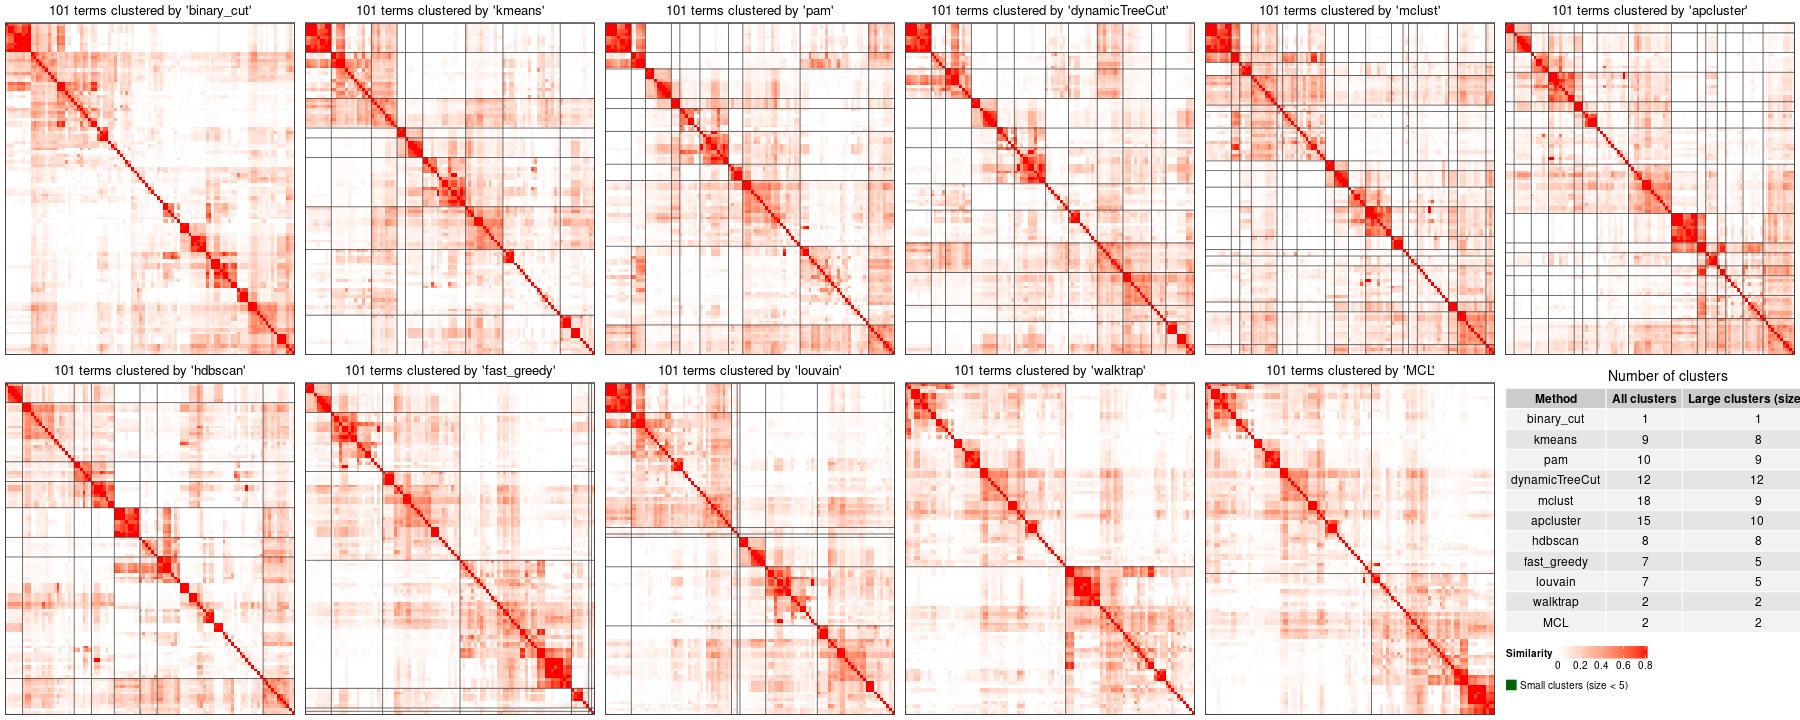 101 terms clustered by 'binary_cut'
101 terms clustered by 'kmeans'
101 terms clustered by 'pam'
101 terms clustered by 'dynamicTreeCut'
101 terms clustered by 'mclust'
101 terms clustered by 'apcluster'
101 terms clustered by 'hdbscan'
101 terms clustered by 'fast_greedy'
101 terms clustered by 'louvain'
101 terms clustered by 'walktrap'
101 terms clustered by 'MCL'
Number of clusters
Method All clusters Large clusters (size
binary_cut 1 1
kmeans 9 8
pam 10 9
dynamicTreeCut 12 12
mclust 18 9
apcluster 15 10
hdbscan 8 8
fast_greedy 7 5
louvain 7 5
walktrap 2 2
MCL 2 2
Similarity
0 0.2 0.4 0.6 0.8
Small clusters (size < 5)